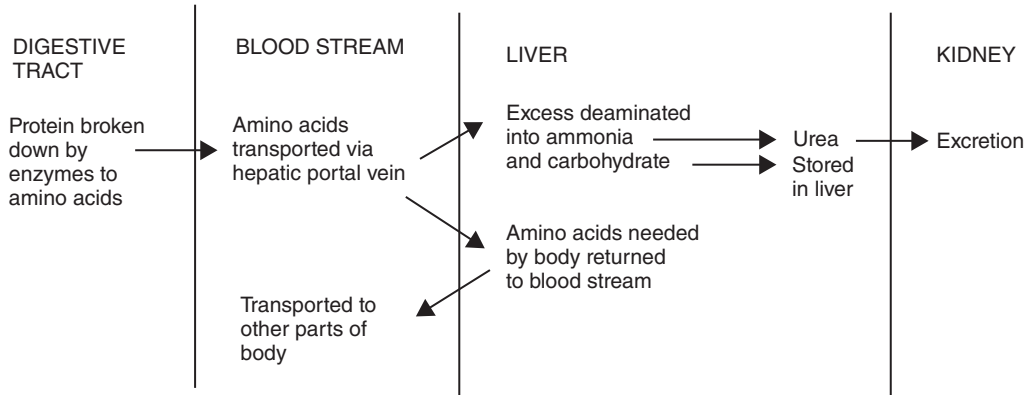 DIGESTIVE
TRACT
Protein broken
down by
enzymes to
amino acids
BLOOD STREAM
Amino acids
transported via
hepatic portal vein
Transported to
other parts of
body
LIVER
Excess deaminated
into ammonia
and carbohydrate
Urea
Stored
in liver
Amino acids needed
by body returned
to blood stream
KIDNEY
Excretion